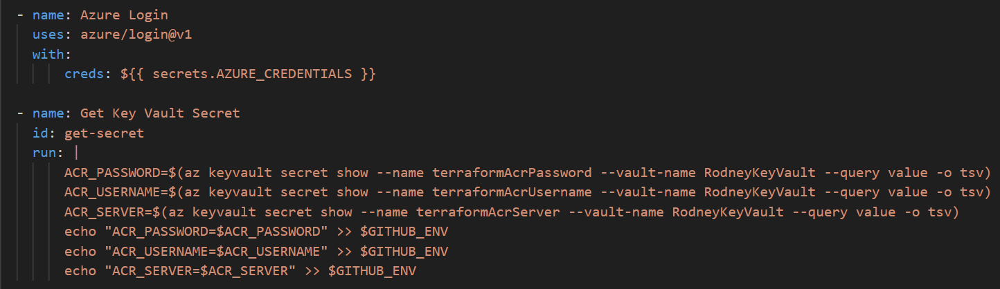 - name: Azure Login
  uses: azure/login@v1
  with:
      creds: ${{ secrets.AZURE_CREDENTIALS }}

- name: Get Key Vault Secret
  id: get-secret
  run: |
      ACR_PASSWORD=$(az keyvault secret show --name terraformAcrPassword --vault-name RodneyKeyVault --query value -o tsv)
      ACR_USERNAME=$(az keyvault secret show --name terraformAcrUsername --vault-name RodneyKeyVault --query value -o tsv)
      ACR_SERVER=$(az keyvault secret show --name terraformAcrServer --vault-name RodneyKeyVault --query value -o tsv)
      echo "ACR_PASSWORD=$ACR_PASSWORD" >> $GITHUB_ENV
      echo "ACR_USERNAME=$ACR_USERNAME" >> $GITHUB_ENV
      echo "ACR_SERVER=$ACR_SERVER" >> $GITHUB_ENV